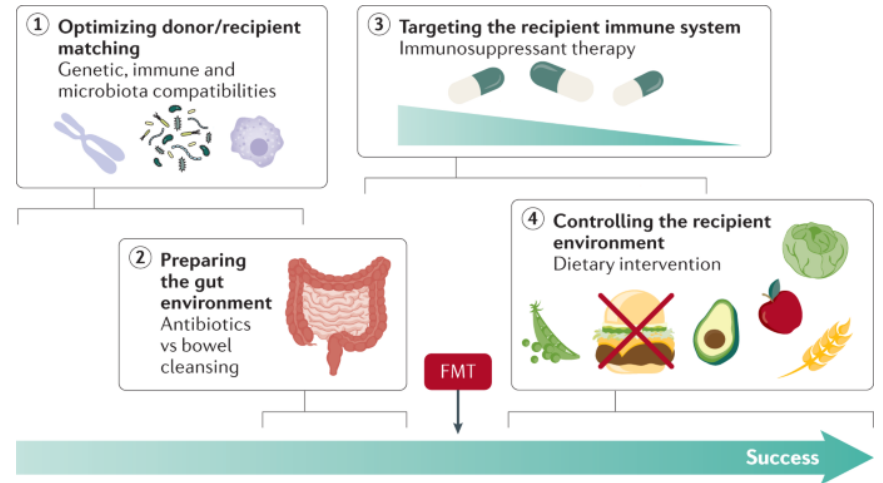 1 Optimizing donor/recipient
matching
Genetic, immune and
microbiota compatibilities
3 Targeting the recipient immune system
Immunosuppressant therapy
2 Preparing
the gut
environment
Antibiotics
vs bowel
cleansing
4 Controlling the recipient
environment
Dietary intervention
FMT
Success